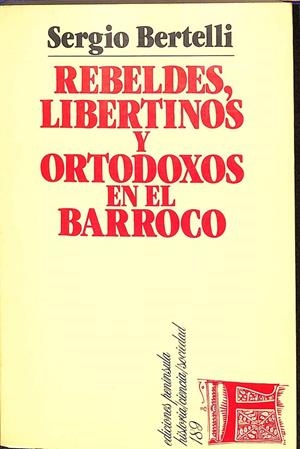 Sergio Bertelli
REBELDES,
LIBERTINOS
Y
ORTODOXOS
EN EL
BARROCO
ediciones península
historia/ciencia/sociedad
189